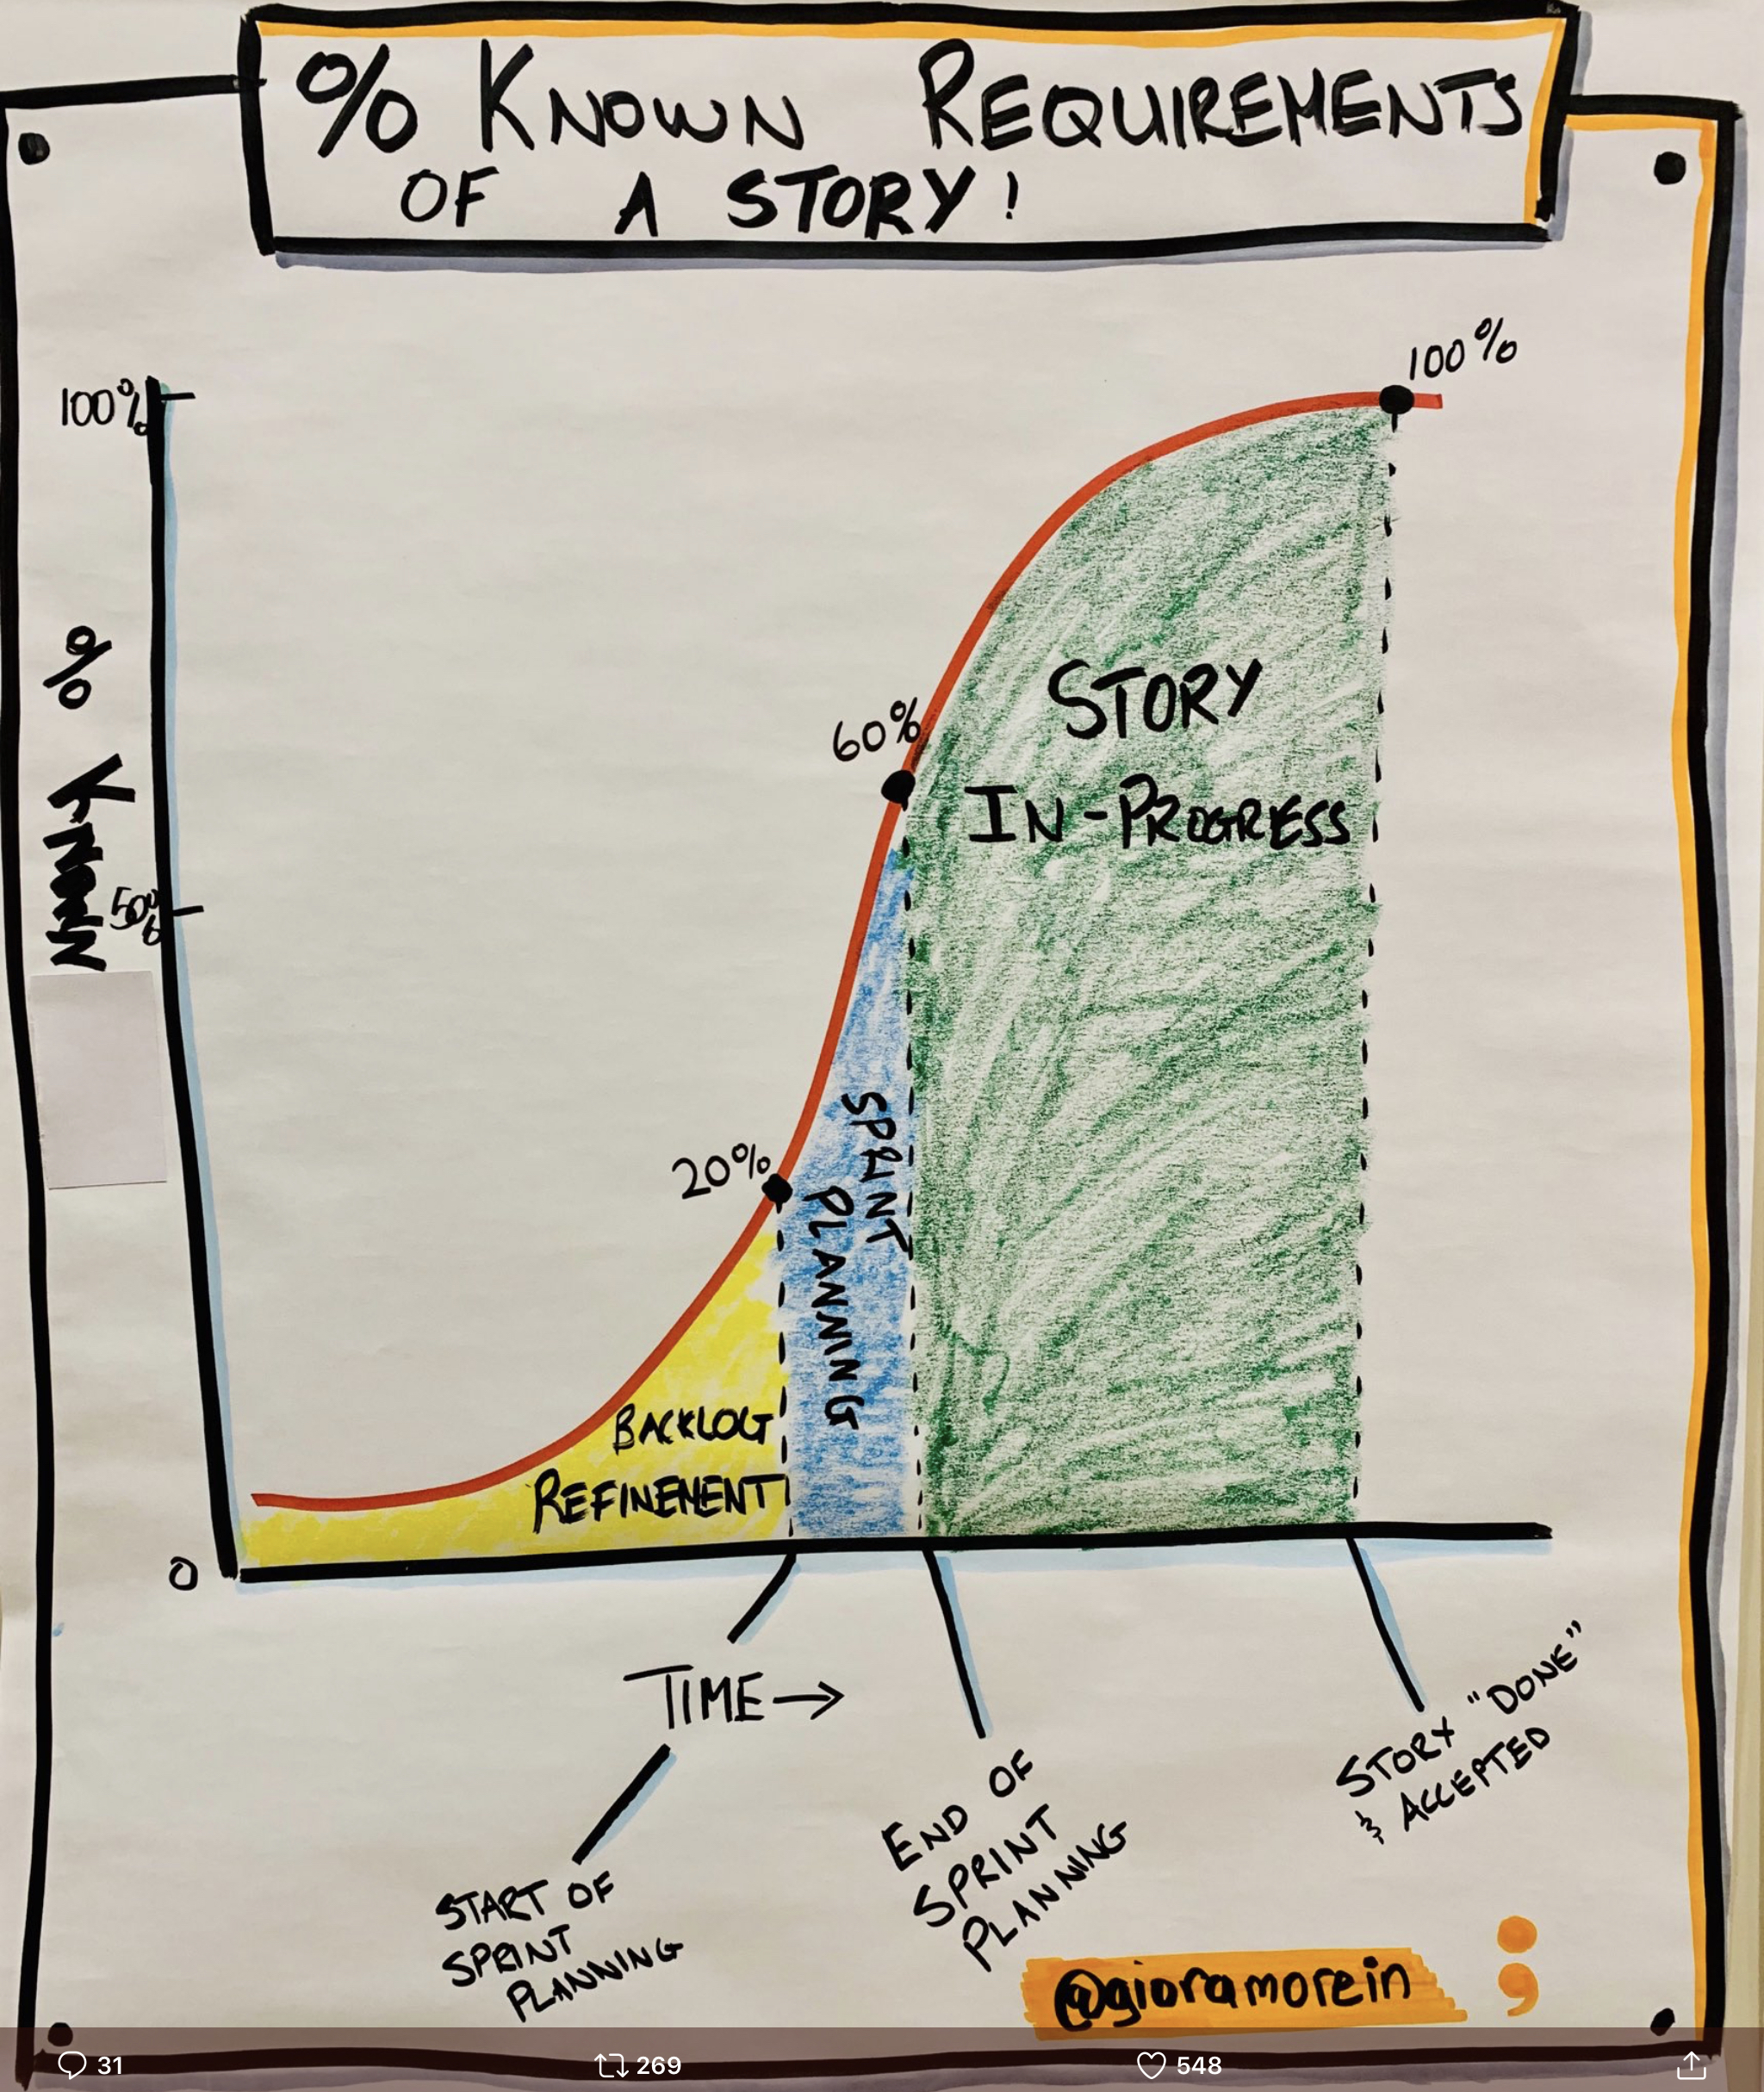 % KNOWN REQUIREMENTS
OF A STORY!
100%
100%
% KNOWN
60%
50%
STORY
IN-PROGRESS
20%
SPRINT
PLANNING
BACKLOG
REFINEMENT
0
TIME →
START OF
SPRINT
PLANNING
END OF
SPRINT
PLANNING
STORY "DONE"
& ACCEPTED
@gioramorein
31
269
548